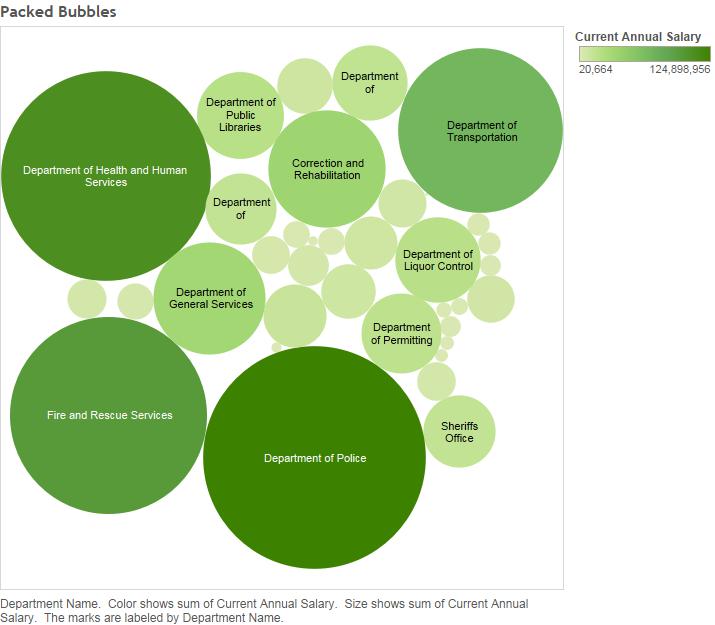 Packed Bubbles
Current Annual Salary
20,664 124,898,956
Department
of
Department of
Public
Libraries
Department of
Transportation
Correction and
Rehabilitation
Department of Health and Human
Services
Department
of
Department of
Liquor Control
Department of
General Services
Department
of Permitting
Fire and Rescue Services
Sheriffs
Office
Department of Police
Department Name.  Color shows sum of Current Annual Salary.  Size shows sum of Current Annual
Salary.  The marks are labeled by Department Name.